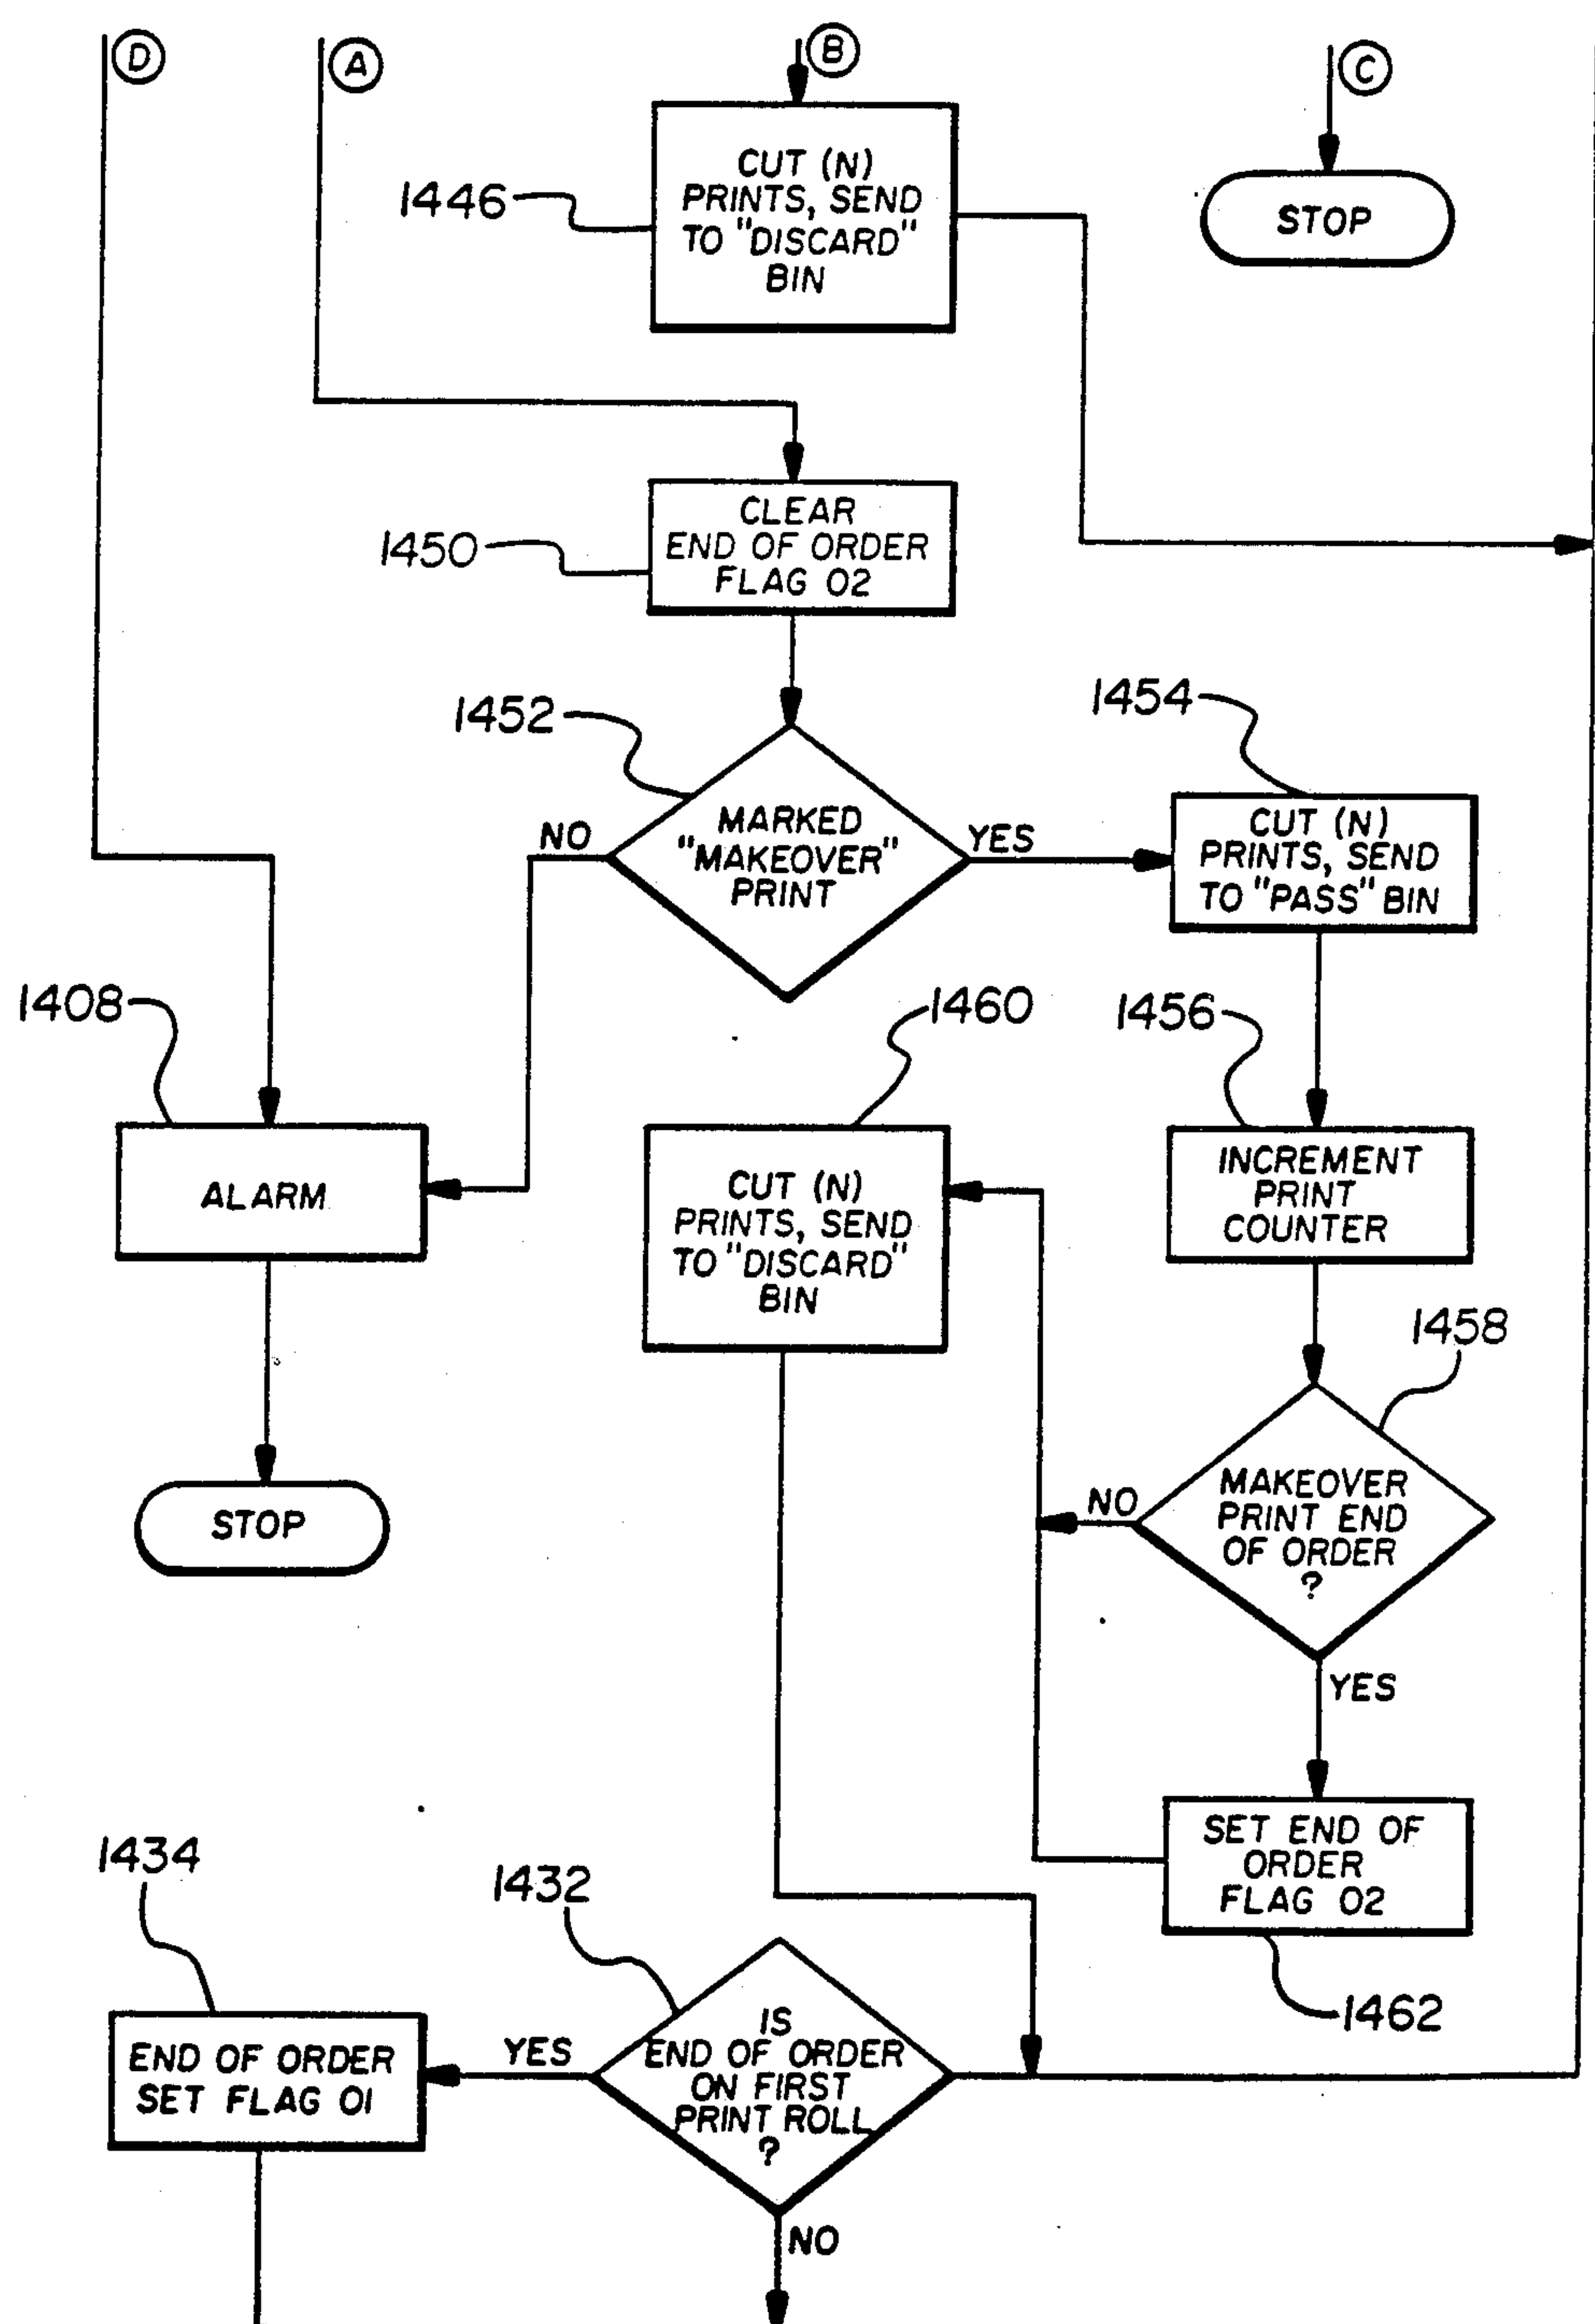 D
A
B
C
CUT (N)
PRINTS, SEND
TO "DISCARD"
BIN
1446
STOP
CLEAR
END OF ORDER
FLAG 02
1450
1452
MARKED
"MAKEOVER"
PRINT
NO
YES
1454
CUT (N)
PRINTS, SEND
TO "PASS" BIN
1408
ALARM
STOP
1460
CUT (N)
PRINTS, SEND
TO "DISCARD"
BIN
1456
INCREMENT
PRINT
COUNTER
1458
MAKEOVER
PRINT END
OF ORDER
?
NO
YES
SET END OF
ORDER
FLAG 02
1462
1434
END OF ORDER
SET FLAG 01
1432
YES
IS
END OF ORDER
ON FIRST
PRINT ROLL
?
NO